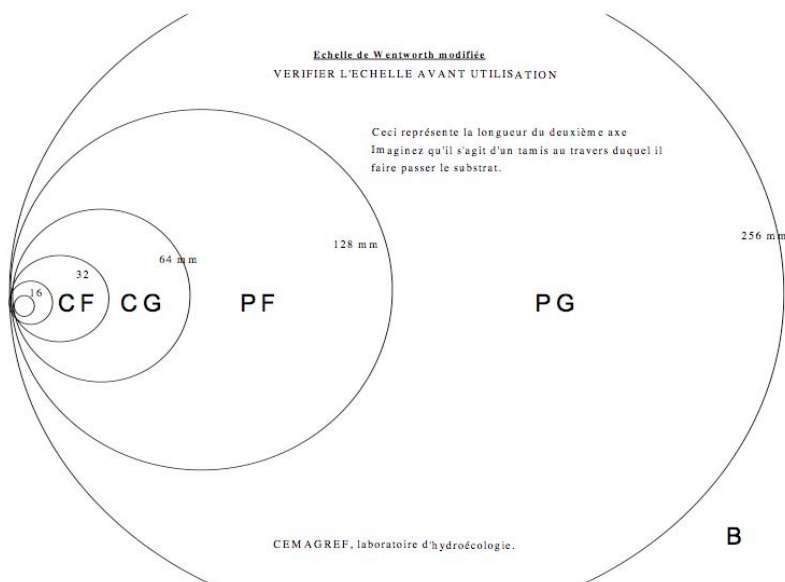 Echelle de Wentworth modifiée
VERIFIER L'ECHELLE AVANT UTILISATION
Ceci représente la longueur du deuxième axe
Imaginez qu'il s'agit d'un tamis au travers duquel il
faire passer le substrat.
128 mm
256 mm
64 mm
32
16
CF
CG
PF
PG
B
CEMAGREF, laboratoire d'hydroécologie.